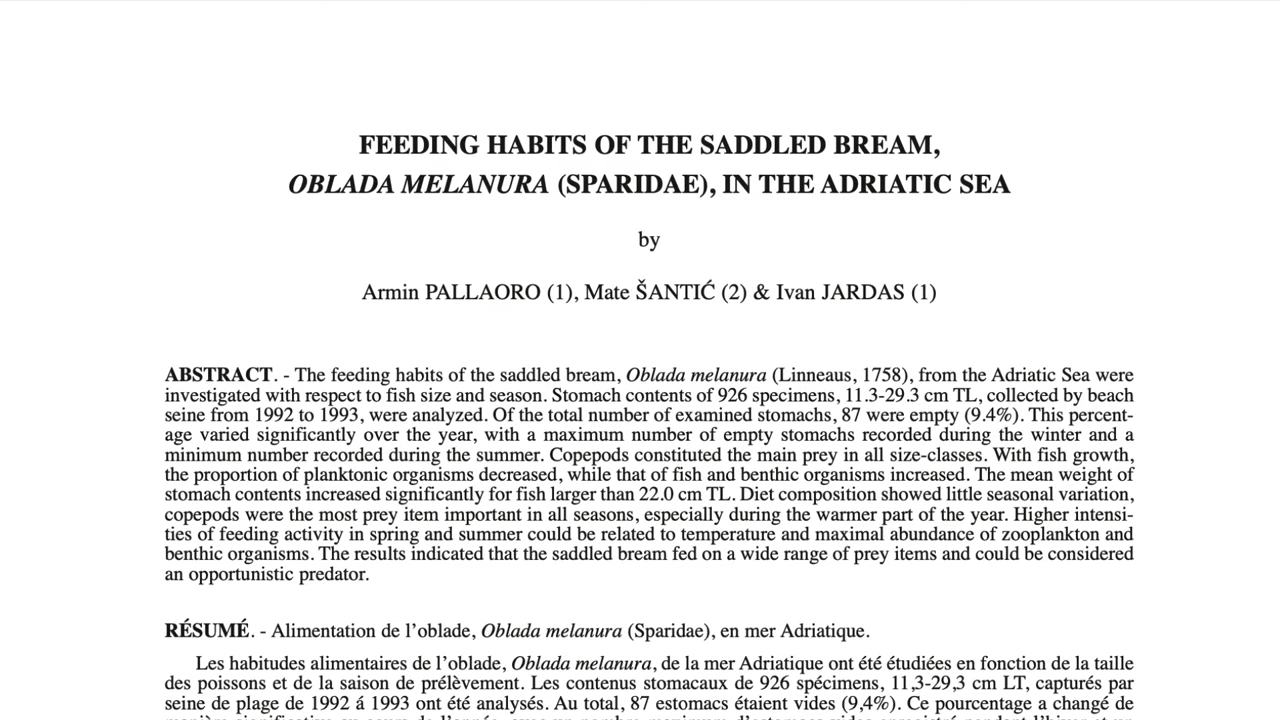 FEEDING HABITS OF THE SADDLED BREAM,
OBLADA MELANURA (SPARIDAE), IN THE ADRIATIC SEA
by
Armin PALLAORO (1), Mate ŠANTIĆ (2) & Ivan JARDAS (1)
ABSTRACT. - The feeding habits of the saddled bream, Oblada melanura (Linneaus, 1758), from the Adriatic Sea were
investigated with respect to fish size and season. Stomach contents of 926 specimens, 11.3-29.3 cm TL, collected by beach
seine from 1992 to 1993, were analyzed. Of the total number of examined stomachs, 87 were empty (9.4%). This percent-
age varied significantly over the year, with a maximum number of empty stomachs recorded during the winter and a
minimum number recorded during the summer. Copepods constituted the main prey in all size-classes. With fish growth,
the proportion of planktonic organisms decreased, while that of fish and benthic organisms increased. The mean weight of
stomach contents increased significantly for fish larger than 22.0 cm TL. Diet composition showed little seasonal variation,
copepods were the most prey item important in all seasons, especially during the warmer part of the year. Higher intensi-
ties of feeding activity in spring and summer could be related to temperature and maximal abundance of zooplankton and
benthic organisms. The results indicated that the saddled bream fed on a wide range of prey items and could be considered
an opportunistic predator.
RÉSUMÉ. - Alimentation de l'oblade, Oblada melanura (Sparidae), en mer Adriatique.
Les habitudes alimentaires de l'oblade, Oblada melanura, de la mer Adriatique ont été étudiées en fonction de la taille
des poissons et de la saison de prélèvement. Les contenus stomacaux de 926 spécimens, 11,3-29,3 cm LT, capturés par
seine de plage de 1992 á 1993 ont été analysés. Au total, 87 estomacs étaient vides (9,4%). Ce pourcentage a changé de